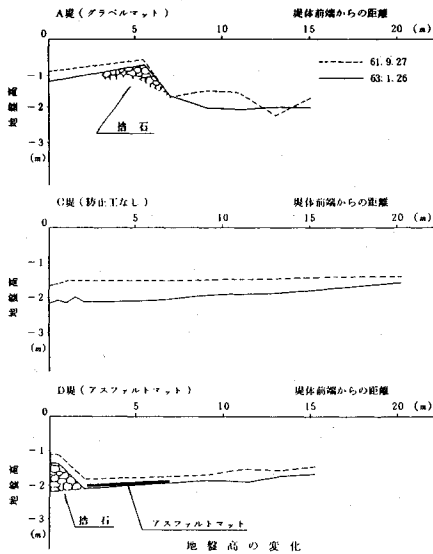 A堤(グラベルマット) 堤体前端からの距離
0 5 10 15 20 (m)
0
-1
-2
-3
(m)
地盤高
61.9.27
63.1.26
捨石
C堤(防止工なし) 堤体前端からの距離
0 5 10 15 20 (m)
0
-1
-2
-3
(m)
地盤高
D堤(アスファルトマット) 堤体前端からの距離
0 5 10 15 20 (m)
0
-1
-2
-3
(m)
地盤高
捨石
アスファルトマット
地盤高の変化